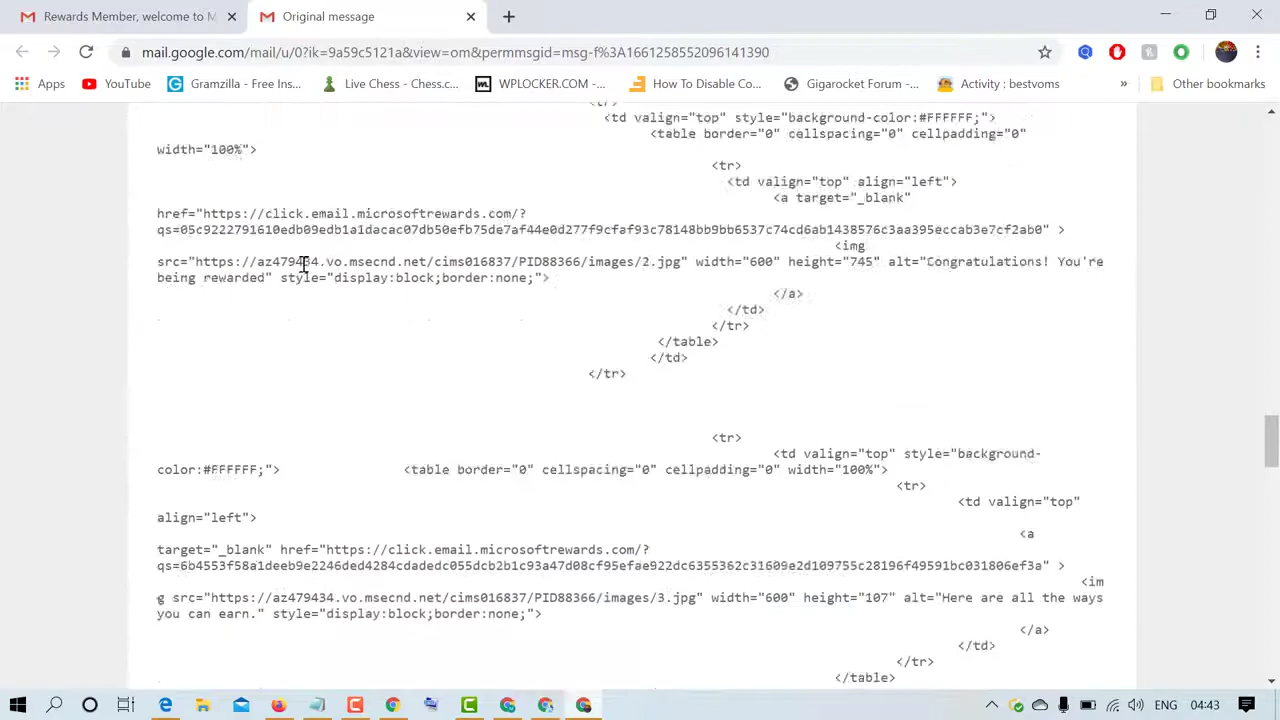 Rewards Member, welcome to M
Original message
mail.google.com/mail/u/0?ik=9a59c5121a&view=om&permmsgid=msg-f%3A1661258552096141390
Apps
YouTube
Gramzilla - Free Ins...
Live Chess - Chess.c...
WPLOCKER.COM -...
How To Disable Co...
Gigarocket Forum -...
Activity : bestvoms
»
Other bookmarks
<tr>
<td valign="top" style="background-color:#FFFFFF;">
<table border="0" cellspacing="0" cellpadding="0"
width="100%">
<tr>
<td valign="top" align="left">
<a target="_blank"
href="https://click.email.microsoftrewards.com/?
qs=05c9222791610edb09edb1a1dacac07db50efb75de7af44e0d277f9cfaf93c78148bb9bb6537c74cd6ab1438576c3aa395eccab3e7cf2ab0" >
<img
src="https://az479434.vo.msecnd.net/cims016837/PID88366/images/2.jpg" width="600" height="745" alt="Congratulations! You're
being rewarded" style="display:block;border:none;">
</a>
</td>
</tr>
</table>
</td>
</tr>
<tr>
<td valign="top" style="background-
color:#FFFFFF;"> <table border="0" cellspacing="0" cellpadding="0" width="100%">
<tr>
<td valign="top"
align="left">
<a
target="_blank" href="https://click.email.microsoftrewards.com/?
qs=6b4553f58a1deeb9e2246ded4284cdadedc055dcb2b1c93a47d08cf95efae922dc6355362c31609e2d109755c28196f49591bc031806ef3a" >
<im
g src="https://az479434.vo.msecnd.net/cims016837/PID88366/images/3.jpg" width="600" height="107" alt="Here are all the ways
you can earn." style="display:block;border:none;">
</a>
</td>
</tr>
</table>
ENG 04:43